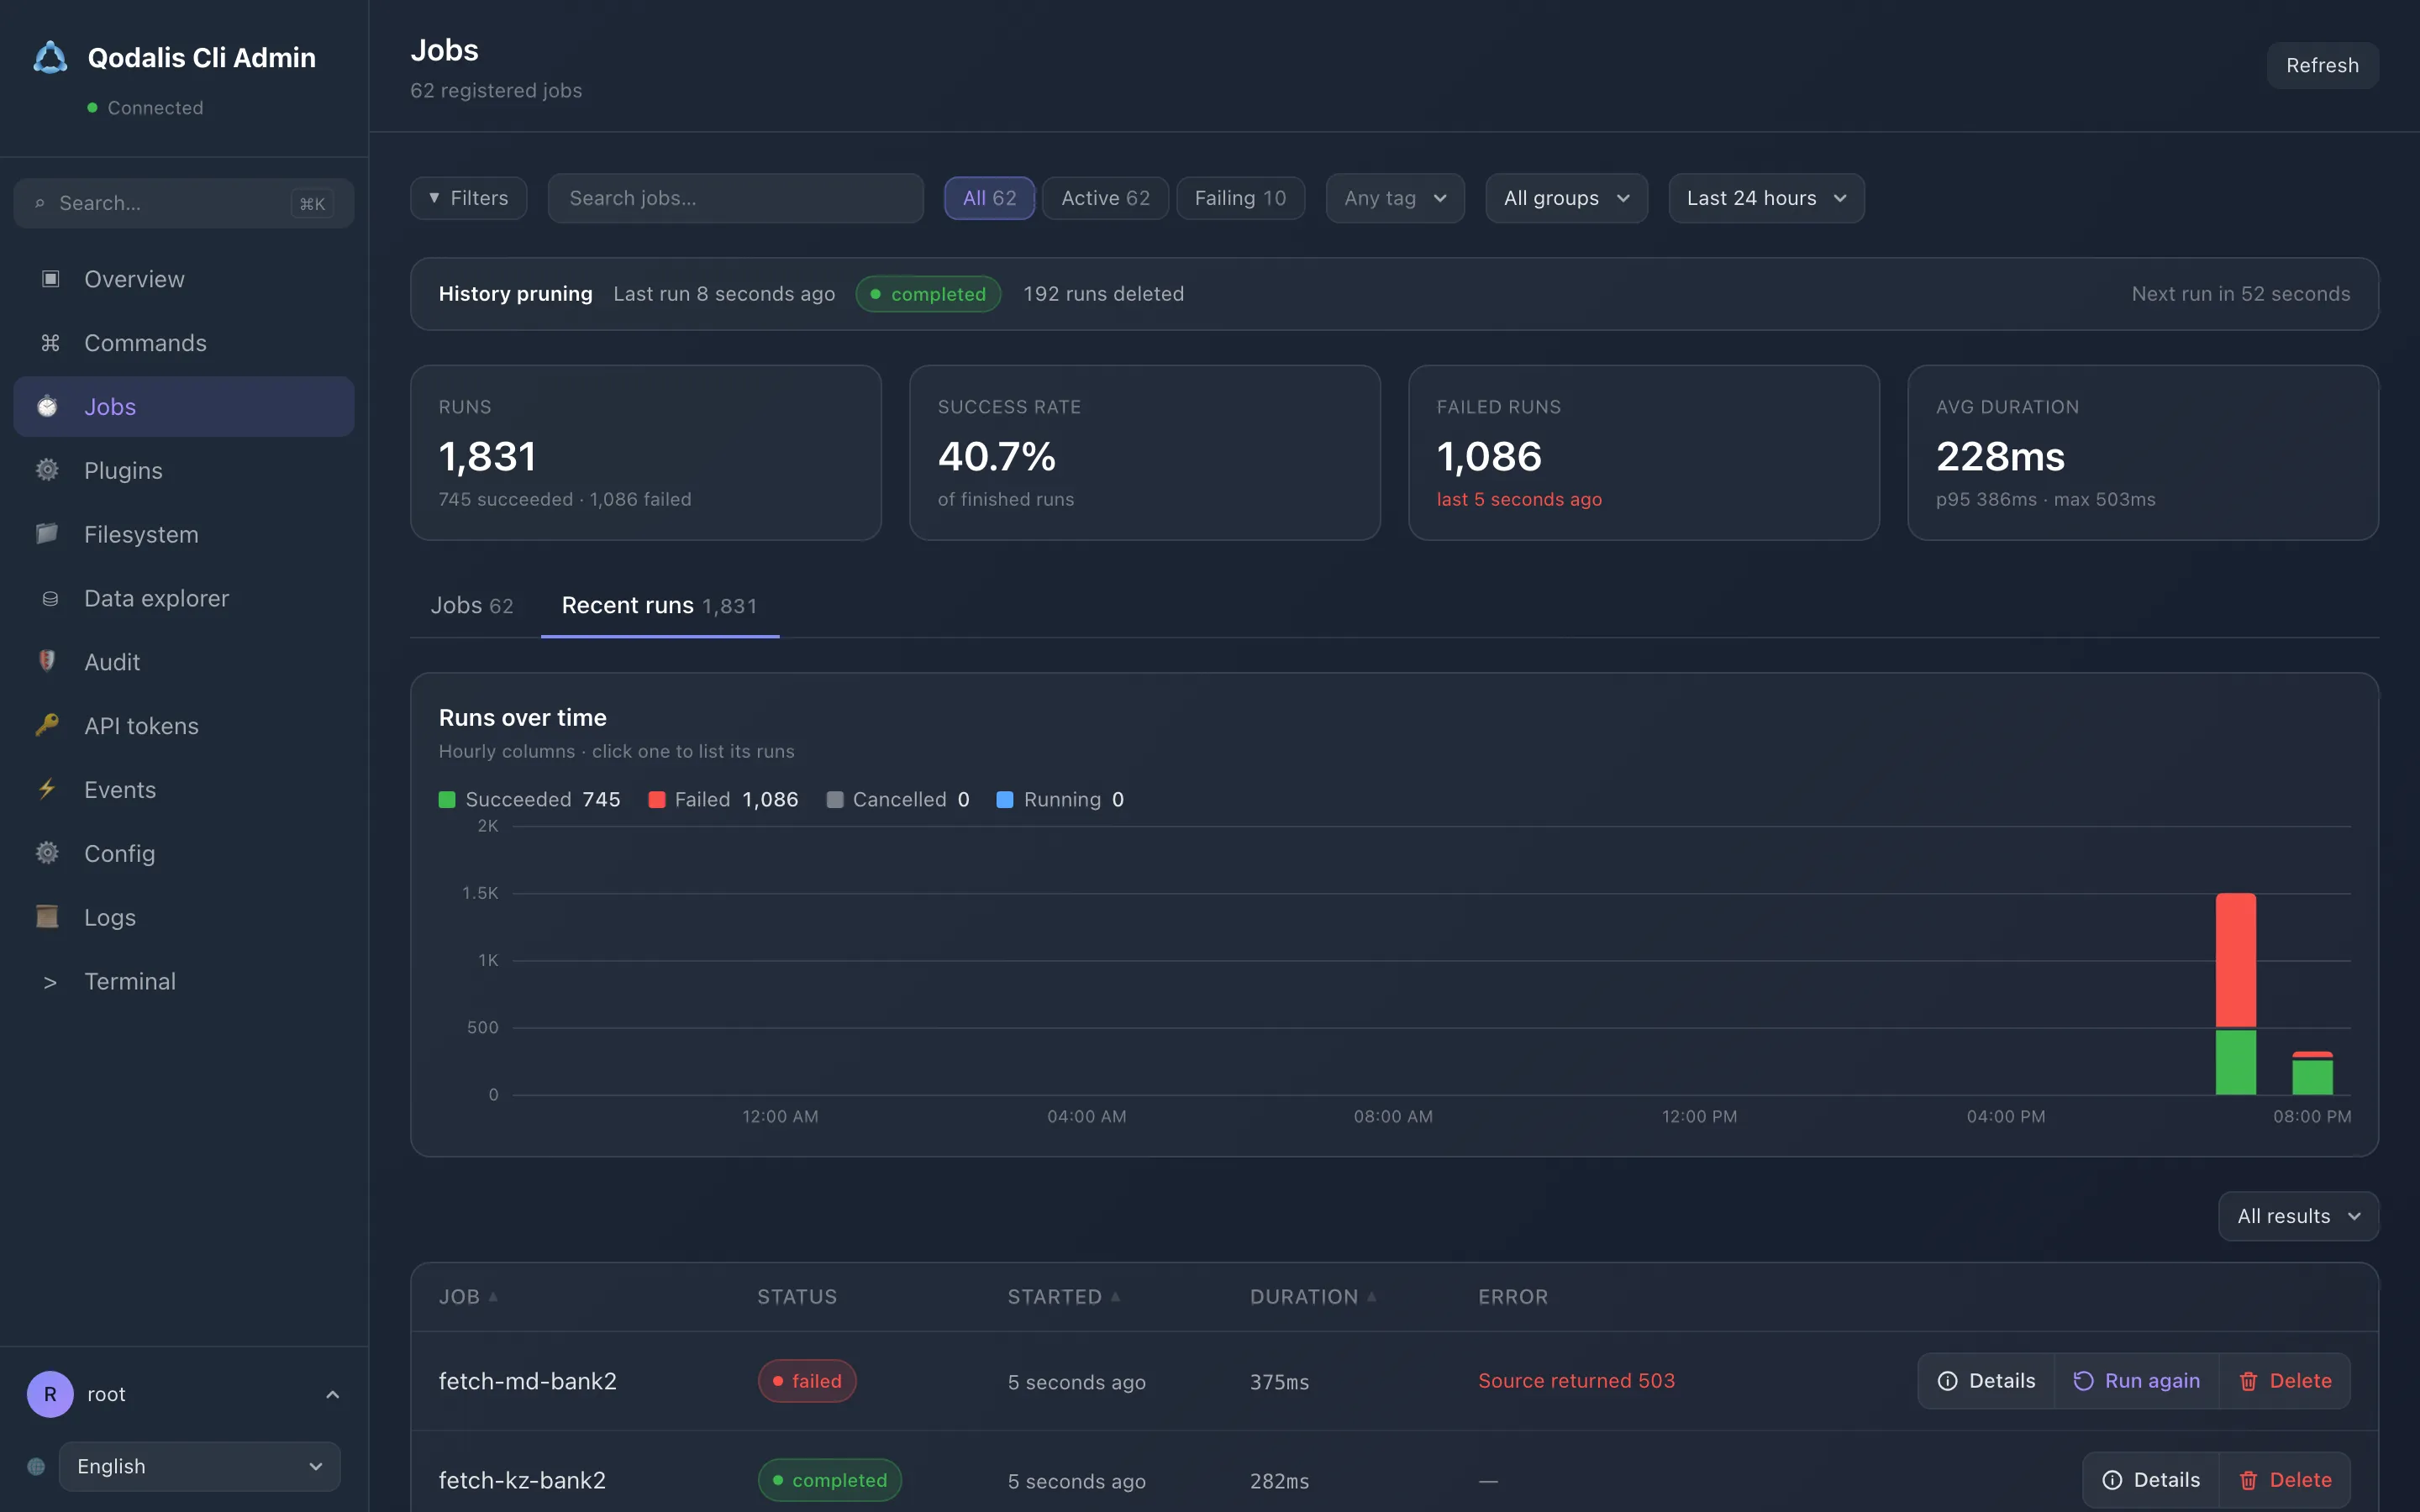 Qodalis Cli Admin
Connected
Search...
⌘K
Overview
Commands
Jobs
Plugins
Filesystem
Data explorer
Audit
API tokens
Events
Config
Logs
Terminal
R
root
English
Jobs
62 registered jobs
Refresh
Filters
Search jobs...
All 62
Active 62
Failing 10
Any tag
All groups
Last 24 hours
History pruning Last run 8 seconds ago completed 192 runs deleted
Next run in 52 seconds
RUNS
1,831
745 succeeded · 1,086 failed
SUCCESS RATE
40.7%
of finished runs
FAILED RUNS
1,086
last 5 seconds ago
AVG DURATION
228ms
p95 386ms · max 503ms
Jobs 62
Recent runs 1,831
Runs over time
Hourly columns · click one to list its runs
Succeeded 745 Failed 1,086 Cancelled 0 Running 0
2K
1.5K
1K
500
0
12:00 AM 04:00 AM 08:00 AM 12:00 PM 04:00 PM 08:00 PM
All results
JOB STATUS STARTED DURATION ERROR
fetch-md-bank2 failed 5 seconds ago 375ms Source returned 503 Details Run again Delete
fetch-kz-bank2 completed 5 seconds ago 282ms — Details Delete